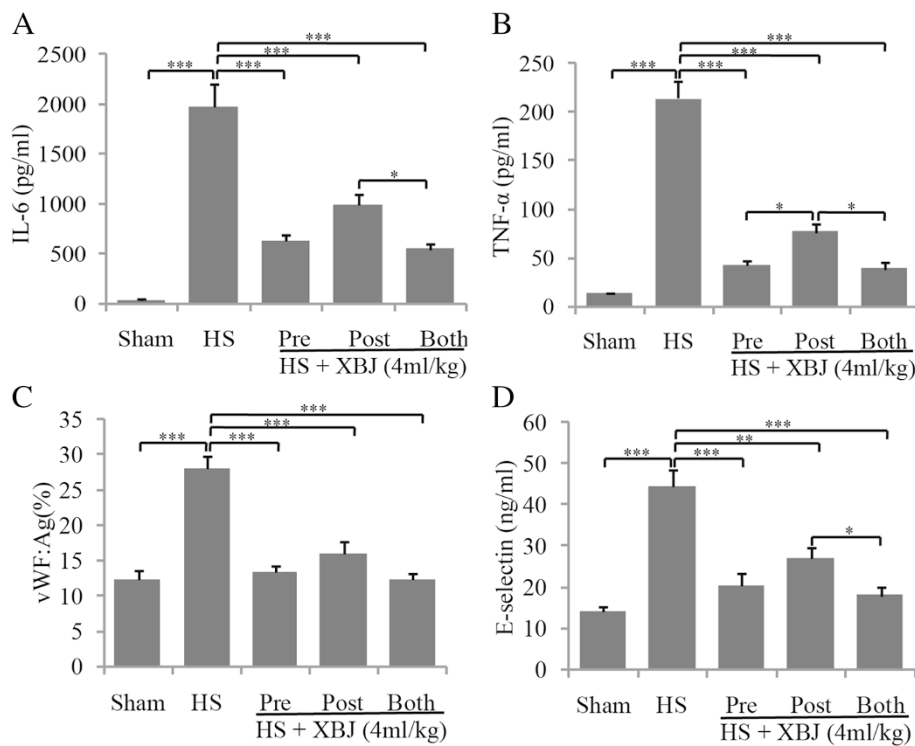 A
IL-6 (pg/ml)
2500
2000
1500
1000
500
0
***
***
***
***
*
Sham HS Pre Post Both
HS + XBJ (4ml/kg)
B
TNF-α (pg/ml)
250
200
150
100
50
0
***
***
***
***
* *
Sham HS Pre Post Both
HS + XBJ (4ml/kg)
C
vWF:Ag(%)
35
30
25
20
15
10
5
0
***
***
***
***
Sham HS Pre Post Both
HS + XBJ (4ml/kg)
D
E-selectin (ng/ml)
60
50
40
30
20
10
0
***
**
***
***
*
Sham HS Pre Post Both
HS + XBJ (4ml/kg)